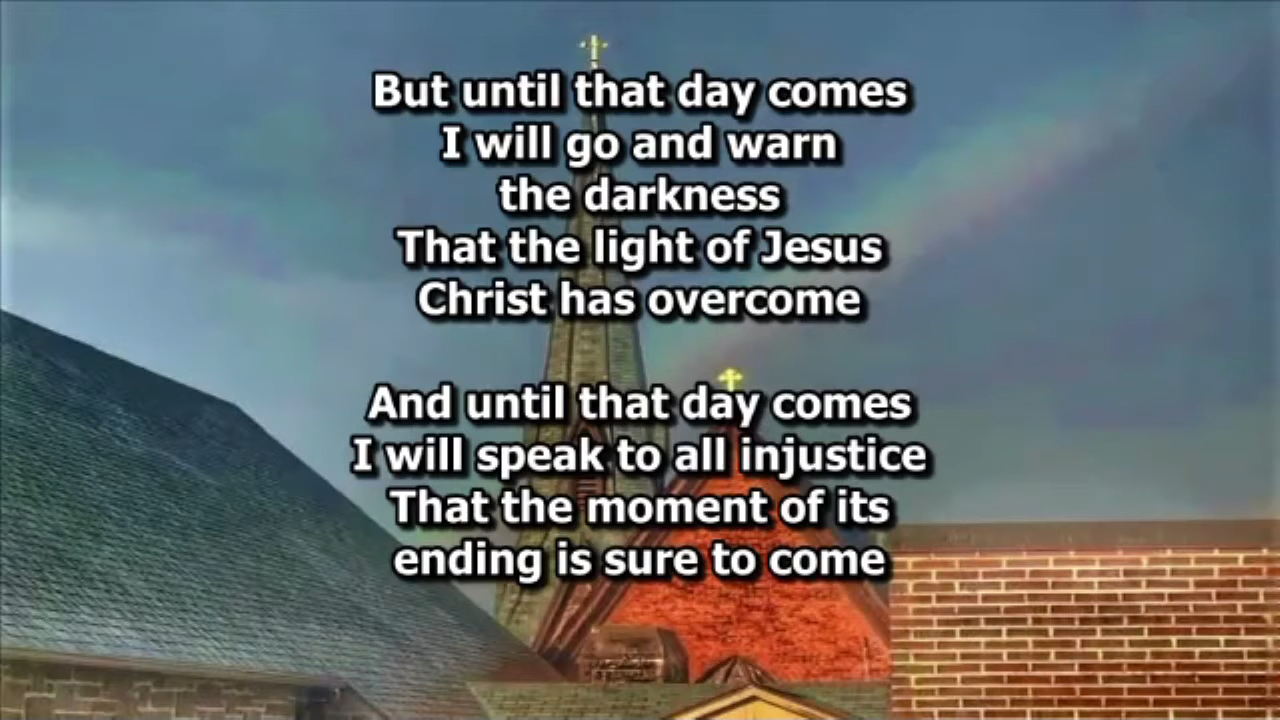 But until that day comes
I will go and warn
the darkness
That the light of Jesus
Christ has overcome
And until that day comes
I will speak to all injustice
That the moment of its
ending is sure to come